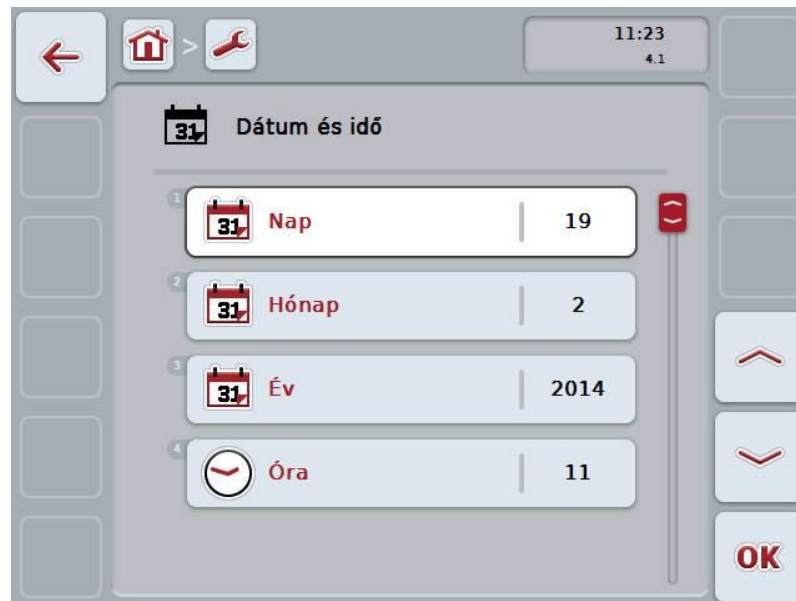 >
11:23
4.1
31 Dátum és idő
1
31 Nap 19
2
31 Hónap 2
3
31 Év 2014
4
Óra 11
OK